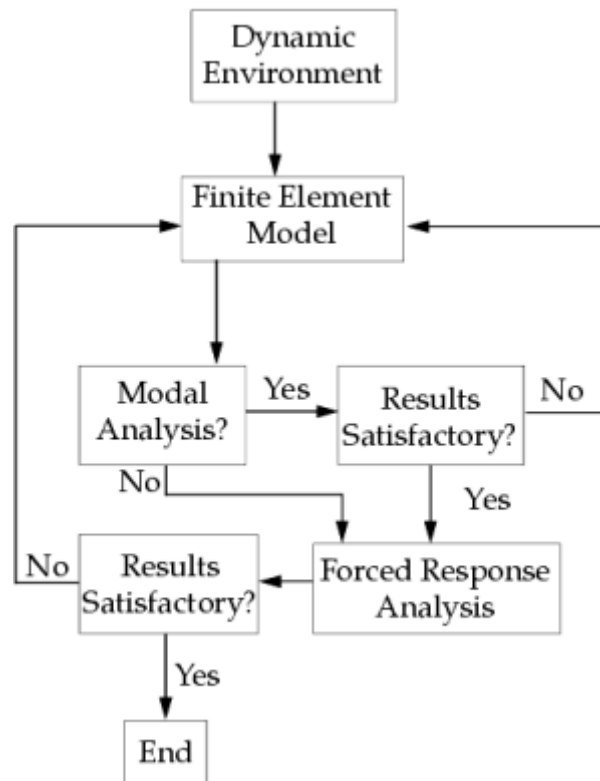 Dynamic
Environment
Finite Element
Model
Modal
Analysis?
Yes
Results
Satisfactory?
No
No
Yes
Forced Response
Analysis
Results
Satisfactory?
No
Yes
End